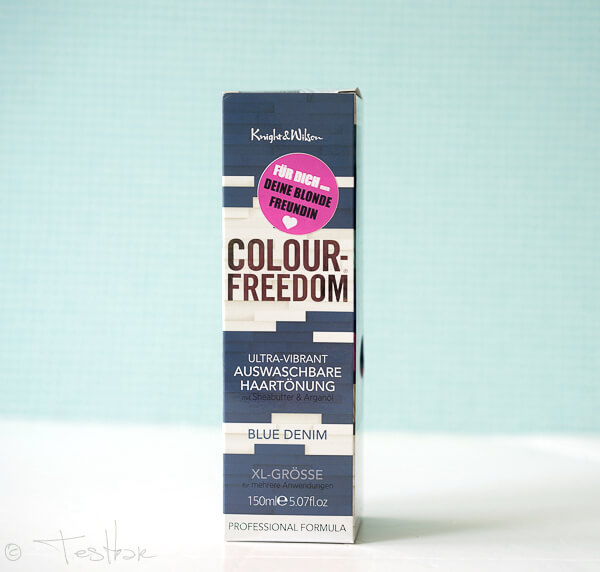 Knight & Wilson
FÜR DICH ...
DEINE BLONDE
FREUNDIN
COLOUR-
FREEDOM
ULTRA-VIBRANT
AUSWASCHBARE
HAARTÖNUNG
mit Sheabutter & Arganöl
BLUE DENIM
XL-GRÖSSE
für mehrere Anwendungen
150ml ℮ 5.07fl.oz
PROFESSIONAL FORMULA
© Testbar